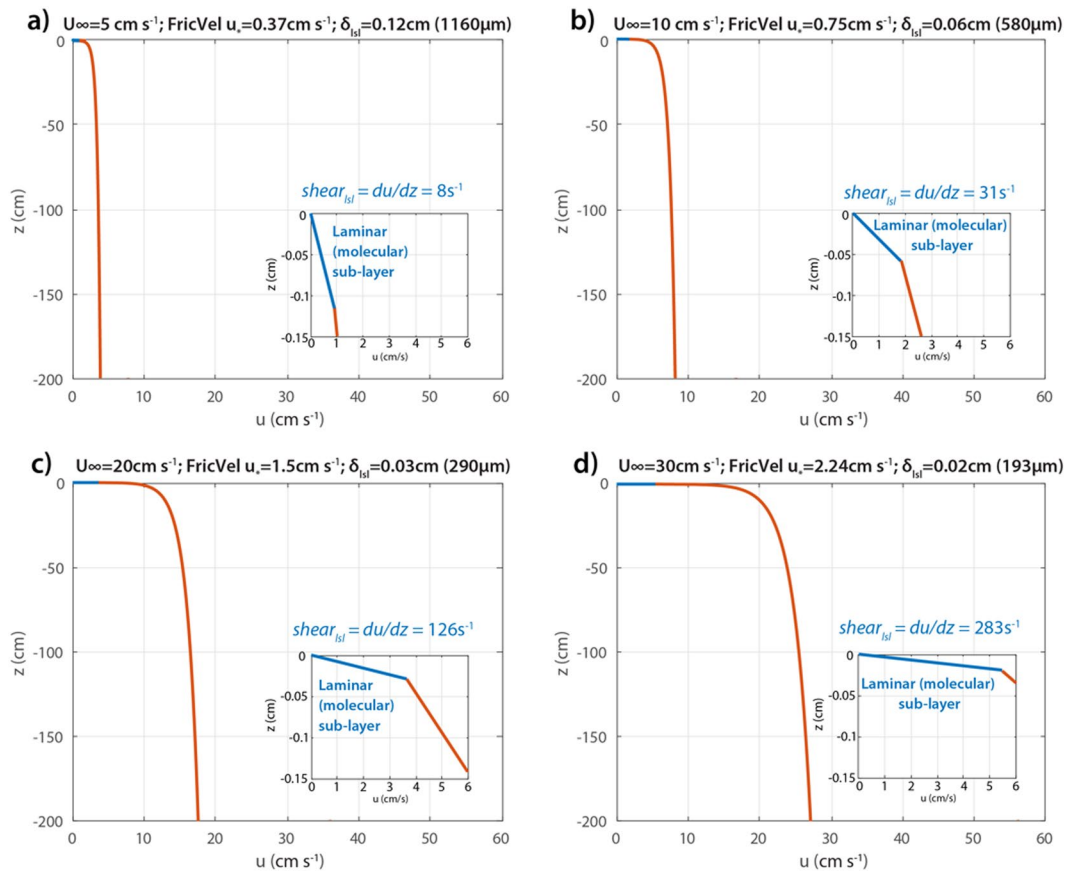 a) U∞=5 cm s⁻¹; FricVel u*=0.37cm s⁻¹; δlsl=0.12cm (1160μm)
0
-50
-100
-150
-200
z (cm)
0 10 20 30 40 50 60
u (cm s⁻¹)
shearlsl = du/dz = 8s⁻¹
Laminar
(molecular)
sub-layer
0
-0.05
-0.1
-0.15
z (cm)
0 1 2 3 4 5 6
u (cm/s)
b) U∞=10 cm s⁻¹; FricVel u*=0.75cm s⁻¹; δlsl=0.06cm (580μm)
0
-50
-100
-150
-200
z (cm)
0 10 20 30 40 50 60
u (cm s⁻¹)
shearlsl = du/dz = 31s⁻¹
Laminar (molecular)
sub-layer
0
-0.05
-0.1
-0.15
z (cm)
0 1 2 3 4 5 6
u (cm/s)
c) U∞=20cm s⁻¹; FricVel u*=1.5cm s⁻¹; δlsl=0.03cm (290μm)
0
-50
-100
-150
-200
z (cm)
0 10 20 30 40 50 60
u (cm s⁻¹)
shearlsl = du/dz = 126s⁻¹
Laminar
(molecular)
sub-layer
0
-0.05
-0.1
-0.15
z (cm)
0 1 2 3 4 5 6
u (cm/s)
d) U∞=30cm s⁻¹; FricVel u*=2.24cm s⁻¹; δlsl=0.02cm (193μm)
0
-50
-100
-150
-200
z (cm)
0 10 20 30 40 50 60
u (cm s⁻¹)
shearlsl = du/dz = 283s⁻¹
Laminar (molecular)
sub-layer
0
-0.05
-0.1
-0.15
z (cm)
0 1 2 3 4 5 6
u (cm/s)